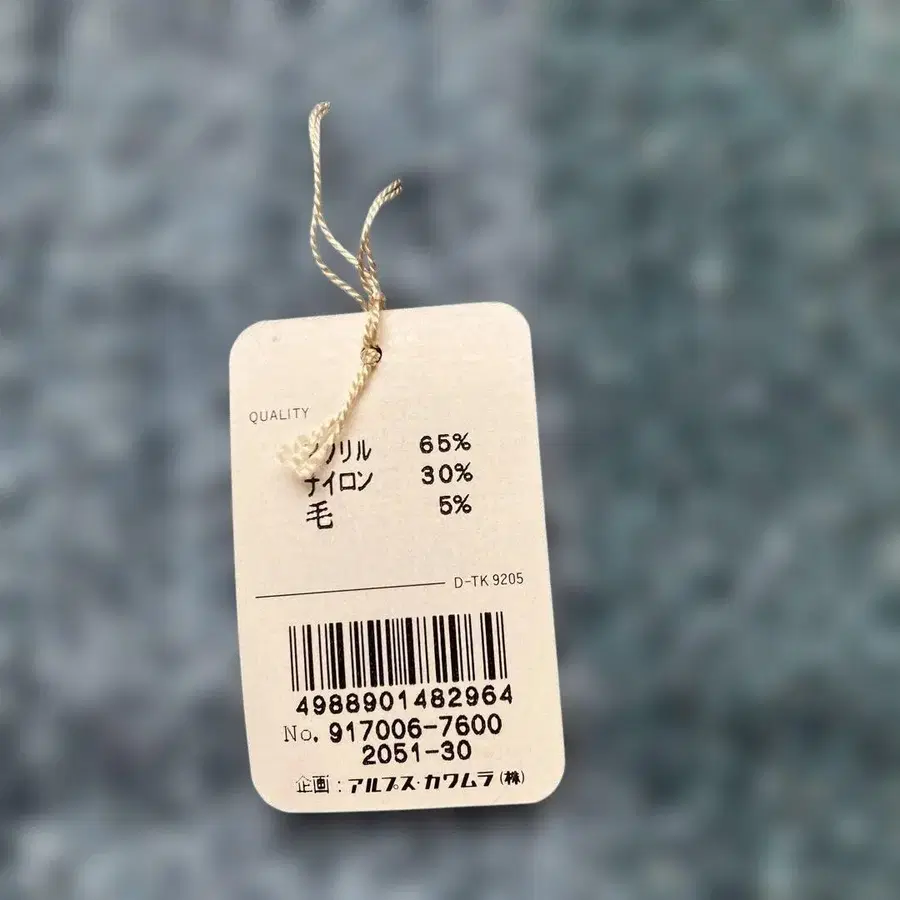 QUALITY
リル 65%
ナイロン 30%
毛 5%
D-TK 9205
4988901482964
No. 917006-7600
2051-30
企画：アルプス・カワムラ(株)